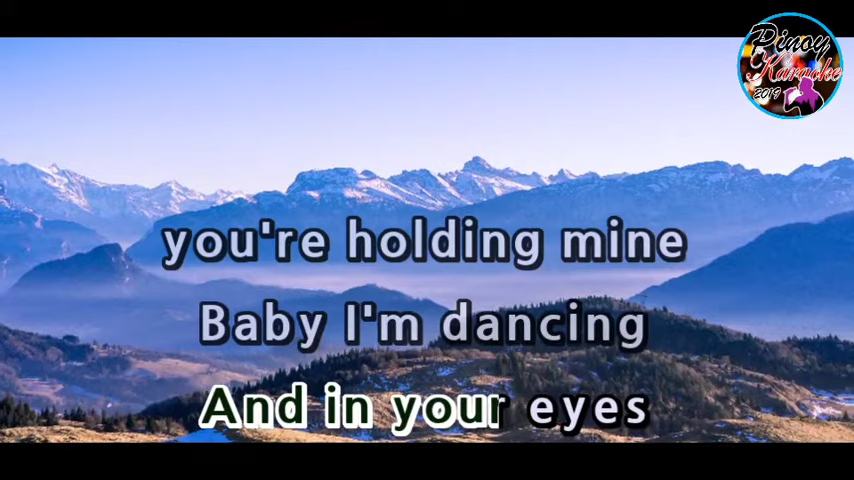 Pinoy
Karaoke
2019
you're holding mine
Baby I'm dancing
And in your eyes